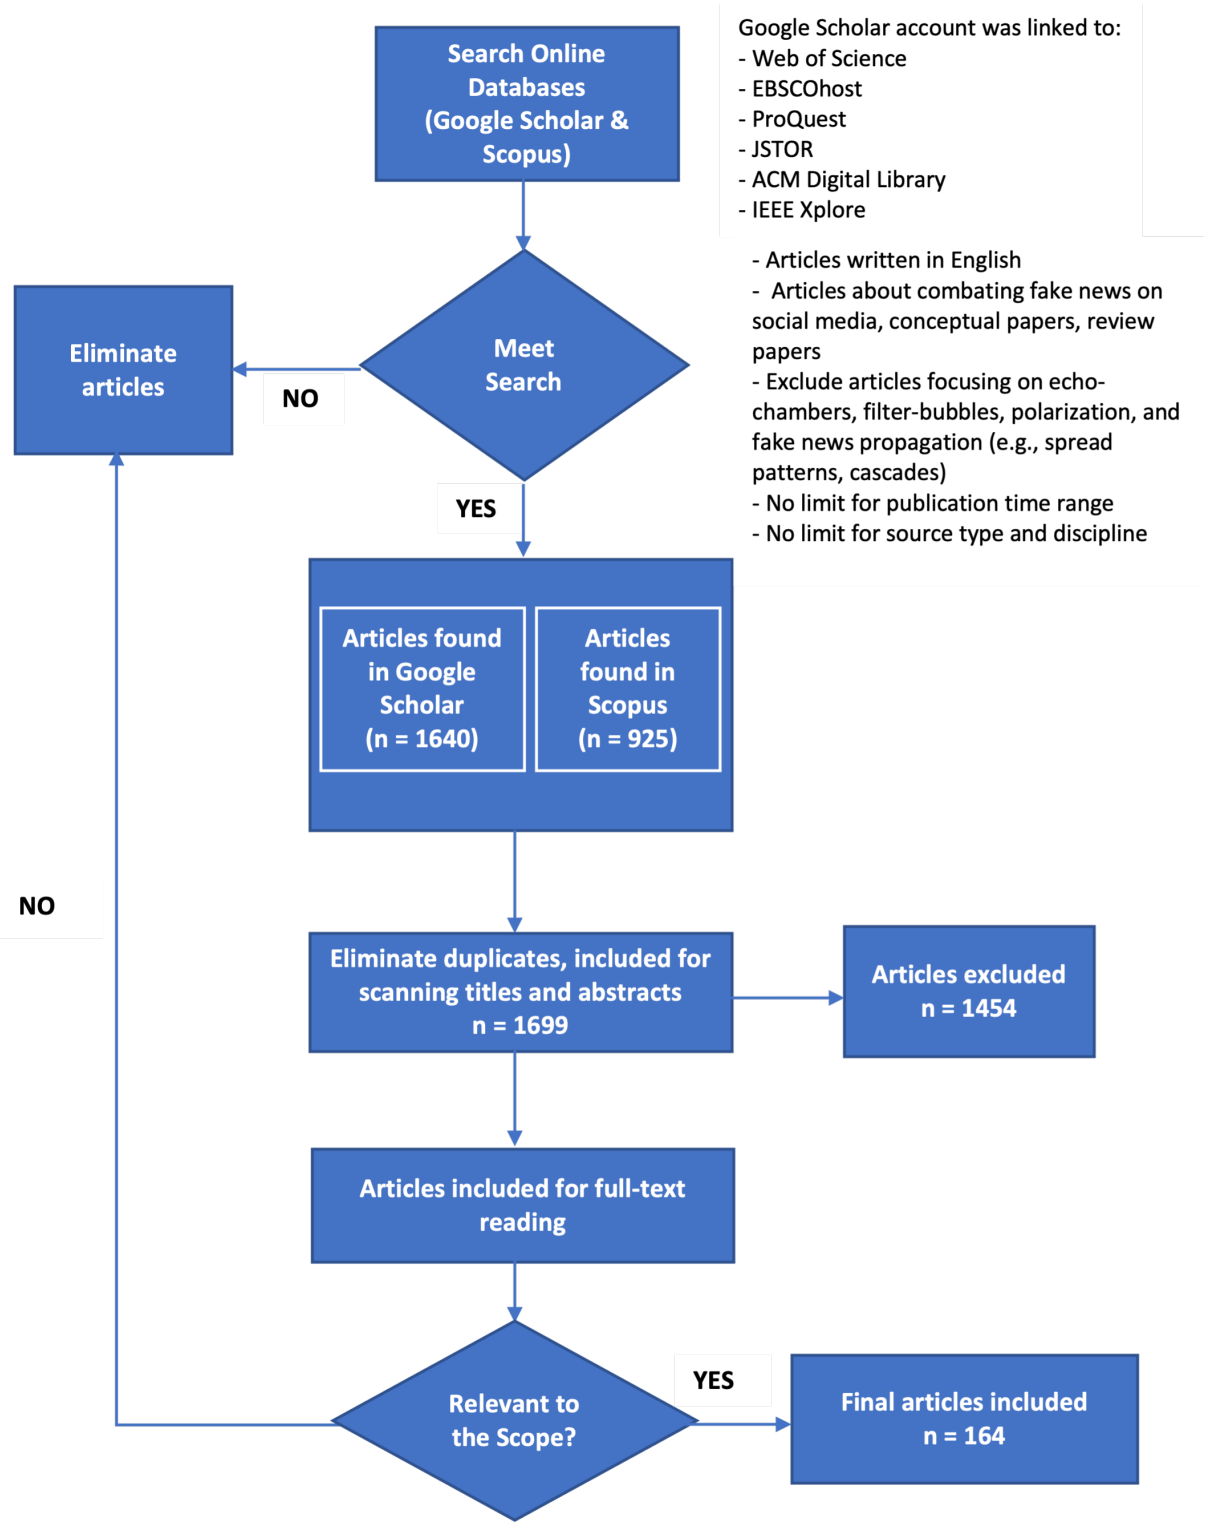 Search Online
Databases
(Google Scholar &
Scopus)
Google Scholar account was linked to:
- Web of Science
- EBSCOhost
- ProQuest
- JSTOR
- ACM Digital Library
- IEEE Xplore
- Articles written in English
- Articles about combating fake news on
social media, conceptual papers, review
papers
- Exclude articles focusing on echo-
chambers, filter-bubbles, polarization, and
fake news propagation (e.g., spread
patterns, cascades)
- No limit for publication time range
- No limit for source type and discipline
Meet
Search
NO
Eliminate
articles
YES
Articles found
in Google
Scholar
(n = 1640)
Articles
found in
Scopus
(n = 925)
Eliminate duplicates, included for
scanning titles and abstracts
n = 1699
Articles excluded
n = 1454
Articles included for full-text
reading
Relevant to
the Scope?
NO
YES
Final articles included
n = 164